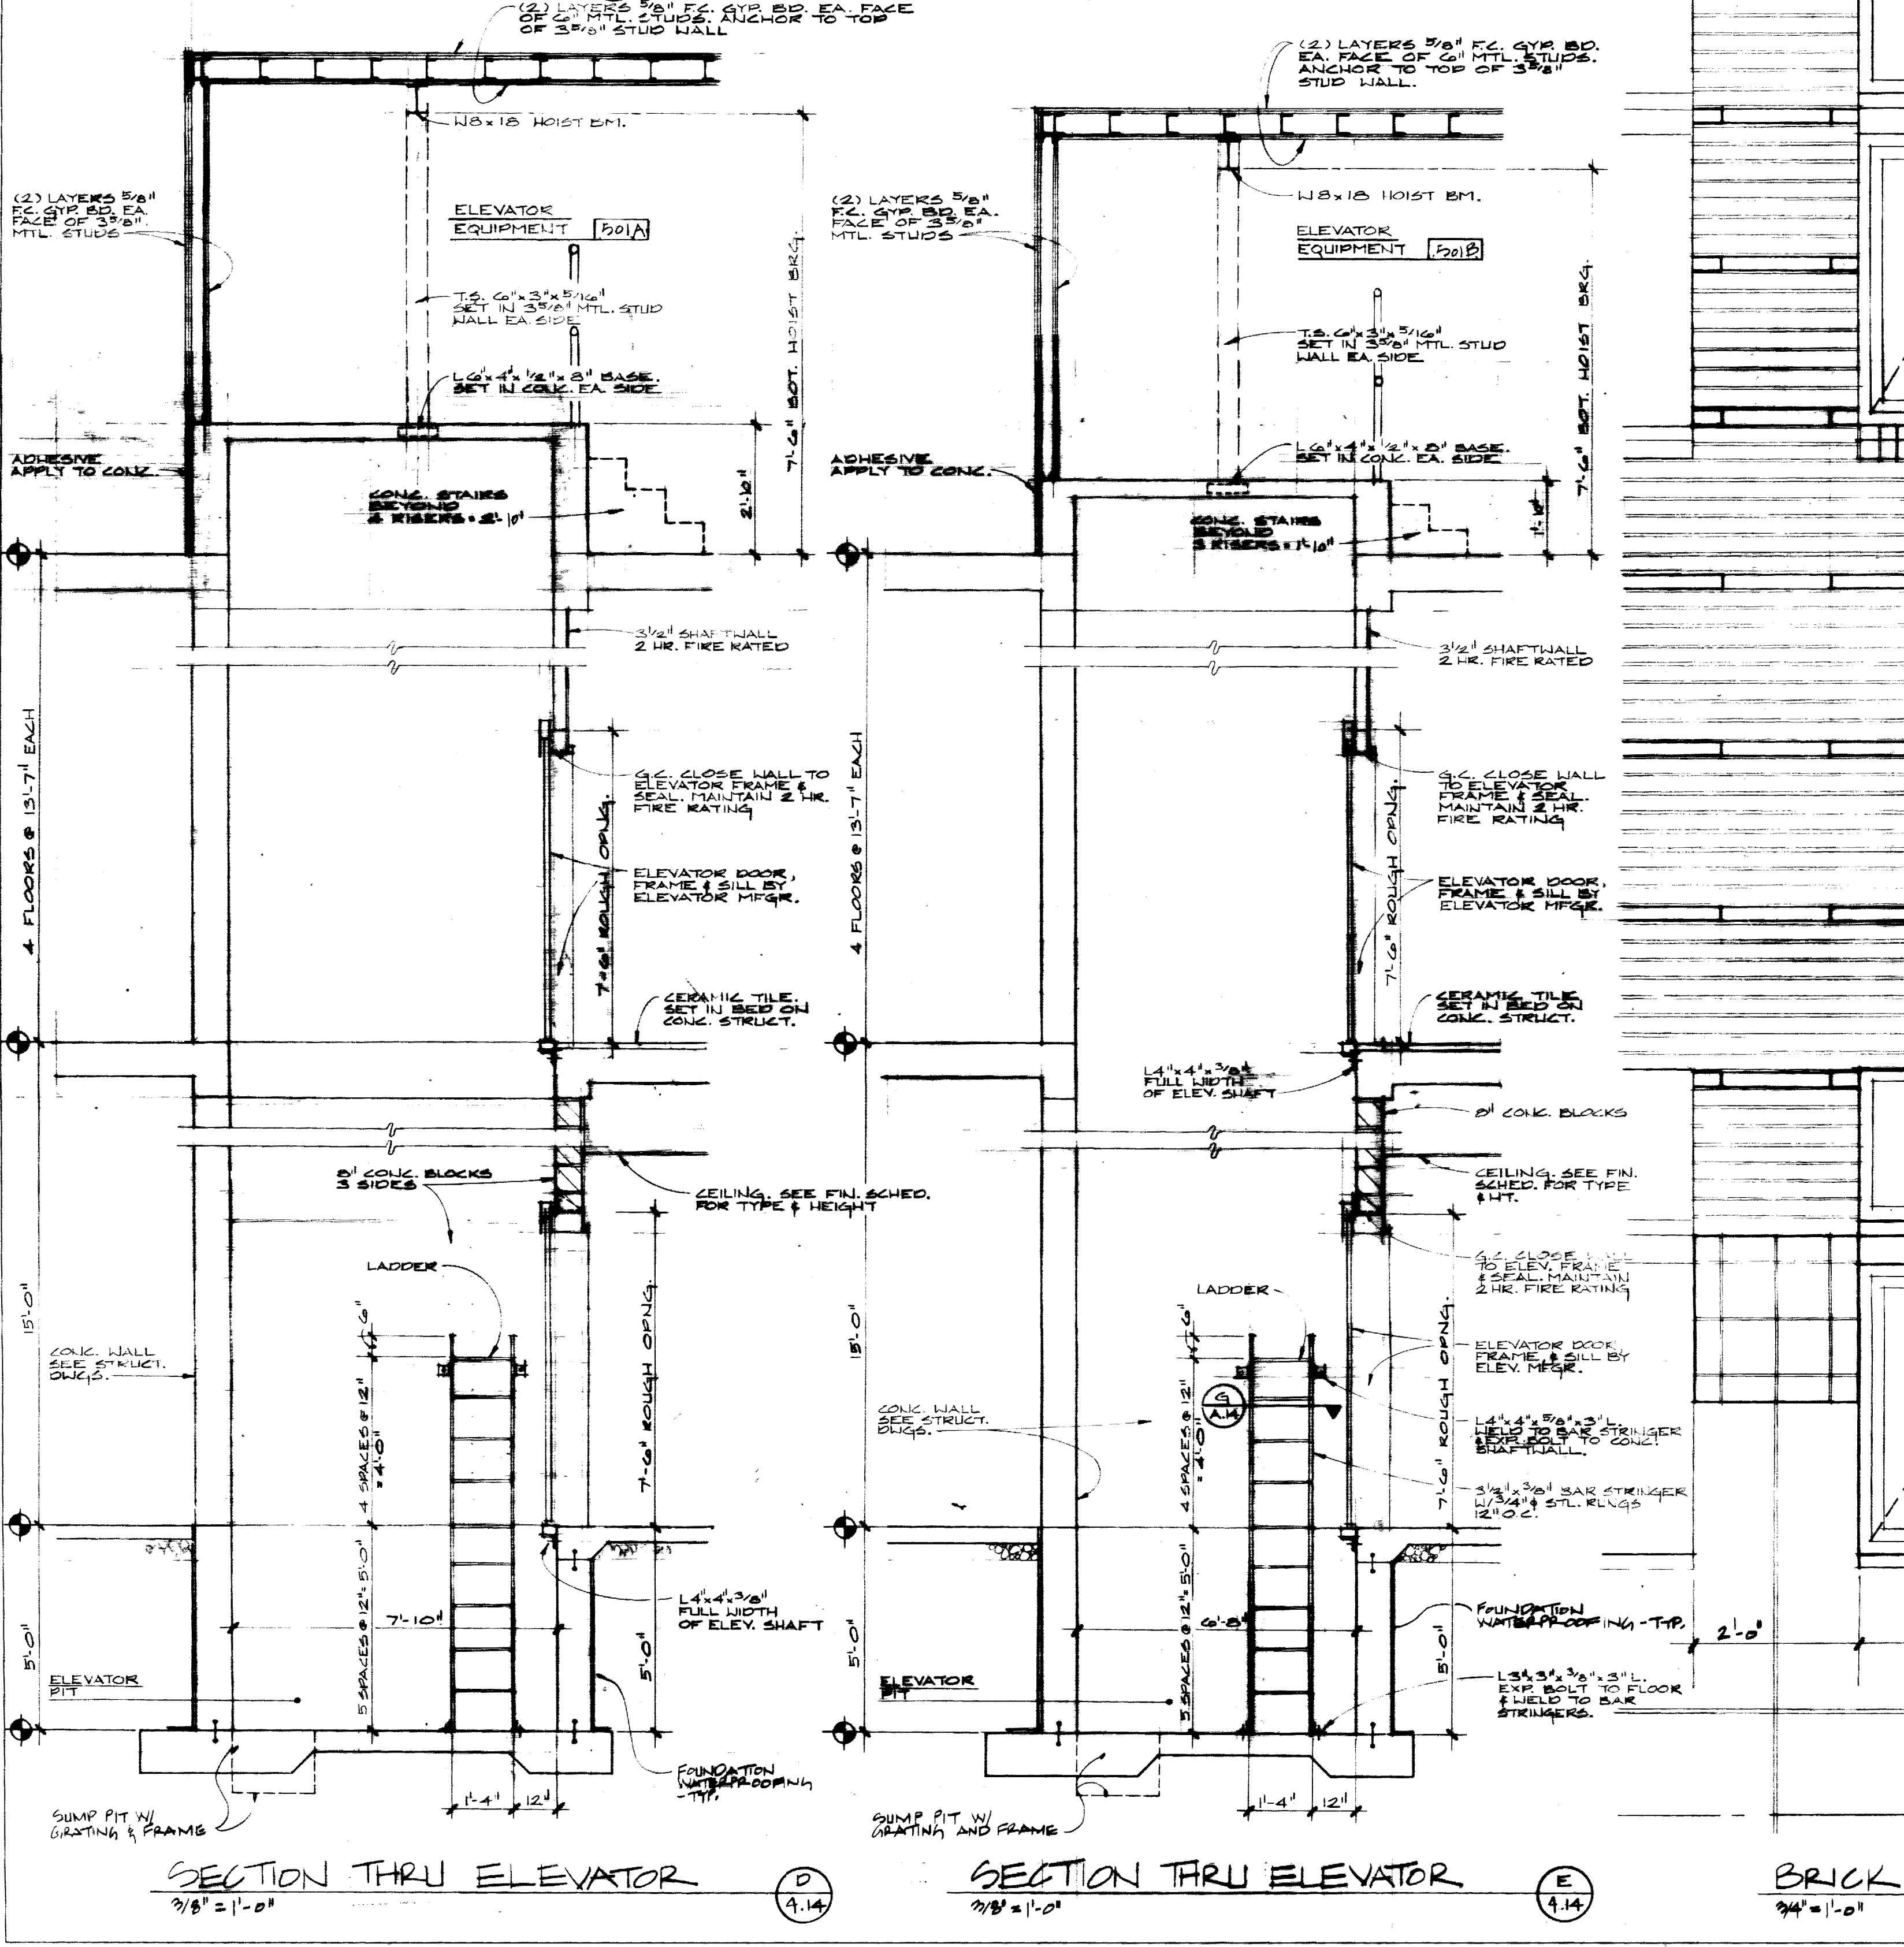 (2) LAYERS 5/8" F.C. GYP. BD. EA. FACE
OF 6" MTL. STUDS. ANCHOR TO TOP
OF 3 5/8" STUD WALL
W8x18 HOIST BM.
(2) LAYERS 5/8"
F.C. GYP. BD. EA.
FACE OF 3 5/8"
MTL. STUDS
ELEVATOR
EQUIPMENT 501A
T.S. 6"x3"x5/16"
SET IN 3 5/8" MTL. STUD
WALL EA. SIDE
7'-6" BOT. HOIST BRG.
L6"x4"x1/2"x8" BASE.
SET IN CONC. EA. SIDE
ADHESIVE
APPLY TO CONC.
CONC. STAIRS
BEYOND
4 RISERS = 2'-10"
2'-10"
3 1/2" SHAFTWALL
2 HR. FIRE RATED
4 FLOORS @ 13'-7" EACH
G.C. CLOSE WALL TO
ELEVATOR FRAME &
SEAL. MAINTAIN 2 HR.
FIRE RATING
7'-6" ROUGH OPNG.
ELEVATOR DOOR,
FRAME & SILL BY
ELEVATOR MFGR.
CERAMIC TILE.
SET IN BED ON
CONC. STRUCT.
8" CONC. BLOCKS
3 SIDES
CEILING. SEE FIN. SCHED.
FOR TYPE & HEIGHT
LADDER
15'-0"
6"
CONC. WALL
SEE STRUCT.
DWGS.
4 SPACES @ 12"
= 4'-0"
7'-6" ROUGH OPNG.
5 SPACES @ 12" = 5'-0"
7'-10"
L4"x4"x3/8"
FULL WIDTH
OF ELEV. SHAFT
5'-0"
5'-0"
ELEVATOR
PIT
FOUNDATION
WATERPROOFING
-TYP.
1'-4"
12"
SUMP PIT W/
GRATING & FRAME
SECTION THRU ELEVATOR
3/8" = 1'-0"
D
4.14
(2) LAYERS 5/8" F.C. GYP. BD.
EA. FACE OF 6" MTL. STUDS.
ANCHOR TO TOP OF 3 5/8"
STUD WALL.
W8x18 HOIST BM.
(2) LAYERS 5/8"
F.C. GYP. BD. EA.
FACE OF 3 5/8"
MTL. STUDS
ELEVATOR
EQUIPMENT 501B
T.S. 6"x3"x5/16"
SET IN 3 5/8" MTL. STUD
WALL EA. SIDE
7'-6" BOT. HOIST BRG.
L6"x4"x1/2"x8" BASE.
SET IN CONC. EA. SIDE
ADHESIVE
APPLY TO CONC.
CONC. STAIRS
BEYOND
3 RISERS = 1'-10"
1'-10"
3 1/2" SHAFTWALL
2 HR. FIRE RATED
4 FLOORS @ 13'-7" EACH
G.C. CLOSE WALL
TO ELEVATOR
FRAME & SEAL.
MAINTAIN 2 HR.
FIRE RATING
7'-6" ROUGH OPNG.
ELEVATOR DOOR,
FRAME & SILL BY
ELEVATOR MFGR.
CERAMIC TILE
SET IN BED ON
CONC. STRUCT.
L4"x4"x3/8"
FULL WIDTH
OF ELEV. SHAFT
8" CONC. BLOCKS
CEILING. SEE FIN.
SCHED. FOR TYPE
& HT.
G.C. CLOSE WALL
TO ELEV. FRAME
& SEAL. MAINTAIN
2 HR. FIRE RATING
LADDER
15'-0"
6"
ELEVATOR DOOR,
FRAME & SILL BY
ELEV. MFGR.
CONC. WALL
SEE STRUCT.
DWGS.
G
A.14
4 SPACES @ 12"
= 4'-0"
7'-6" ROUGH OPNG.
L4"x4"x5/8"x3" L.
WELD TO BAR STRINGER
& EXP. BOLT TO CONC.
SHAFTWALL.
3 1/2"x3/8" BAR STRINGER
W/ 3/4"φ STL. RUNGS
12" O.C.
5 SPACES @ 12" = 5'-0"
6'-8"
FOUNDATION
WATERPROOFING - TYP.
5'-0"
5'-0"
ELEVATOR
PIT
L3"x3"x3/8"x3" L.
EXP. BOLT TO FLOOR
& WELD TO BAR
STRINGERS.
1'-4"
12"
SUMP PIT W/
GRATING AND FRAME
SECTION THRU ELEVATOR
3/8" = 1'-0"
E
4.14
2'-0"
BRICK
3/4" = 1'-0"